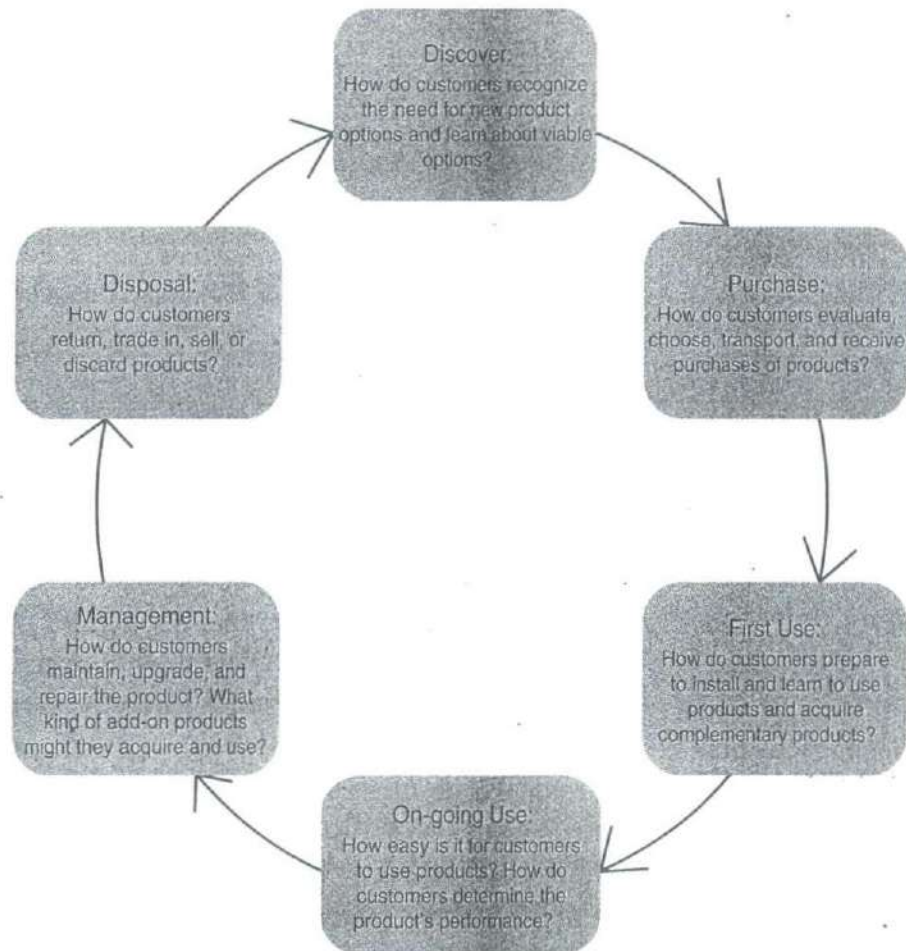 Discover:
How do customers recognize
the need for new product
options and learn about viable
options?
Purchase:
How do customers evaluate,
choose, transport, and receive
purchases of products?
First Use:
How do customers prepare
to install and learn to use
products and acquire
complementary products?
On-going Use:
How easy is it for customers
to use products? How do
customers determine the
product's performance?
Management:
How do customers
maintain, upgrade, and
repair the product? What
kind of add-on products
might they acquire and use?
Disposal:
How do customers
return, trade in, sell, or
discard products?